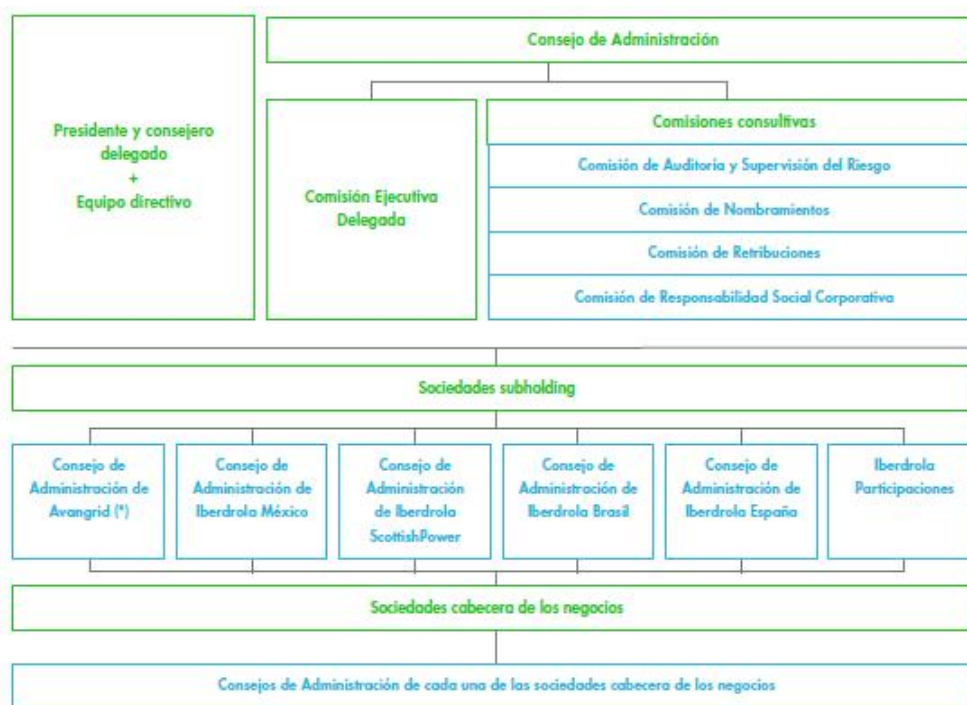 Presidente y consejero
delegado
+
Equipo directivo
Consejo de Administración
Comisión Ejecutiva
Delegada
Comisiones consultivas
Comisión de Auditoría y Supervisión del Riesgo
Comisión de Nombramientos
Comisión de Retribuciones
Comisión de Responsabilidad Social Corporativa
Sociedades subholding
Consejo de
Administración de
Avangrid (*)
Consejo de
Administración de
Iberdrola México
Consejo de
Administración
de Iberdrola
ScottishPower
Consejo de
Administración de
Iberdrola Brasil
Consejo de
Administración de
Iberdrola España
Iberdrola
Participaciones
Sociedades cabecera de los negocios
Consejos de Administración de cada una de las sociedades cabecera de los negocios